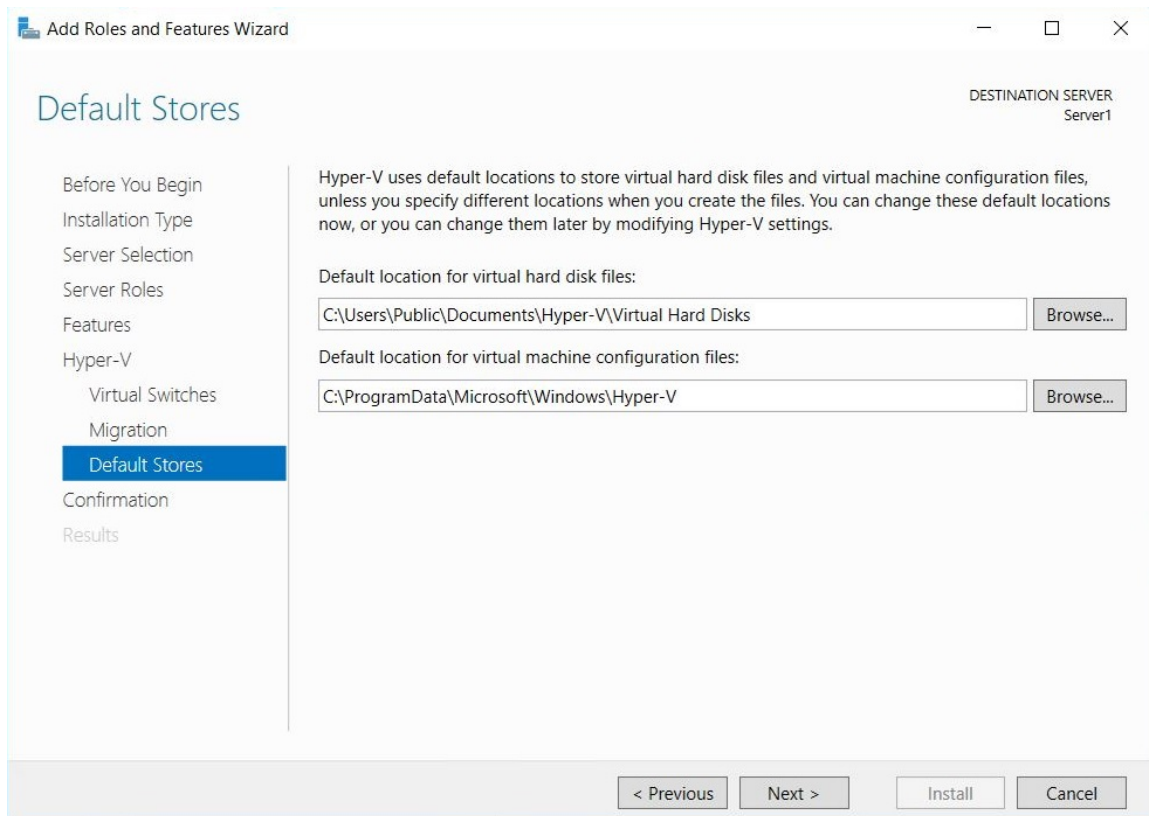 Add Roles and Features Wizard
Default Stores
DESTINATION SERVER
Server1
Before You Begin
Installation Type
Server Selection
Server Roles
Features
Hyper-V
Virtual Switches
Migration
Default Stores
Confirmation
Results
Hyper-V uses default locations to store virtual hard disk files and virtual machine configuration files,
unless you specify different locations when you create the files. You can change these default locations
now, or you can change them later by modifying Hyper-V settings.
Default location for virtual hard disk files:
C:\Users\Public\Documents\Hyper-V\Virtual Hard Disks
Browse...
Default location for virtual machine configuration files:
C:\ProgramData\Microsoft\Windows\Hyper-V
Browse...
< Previous
Next >
Install
Cancel